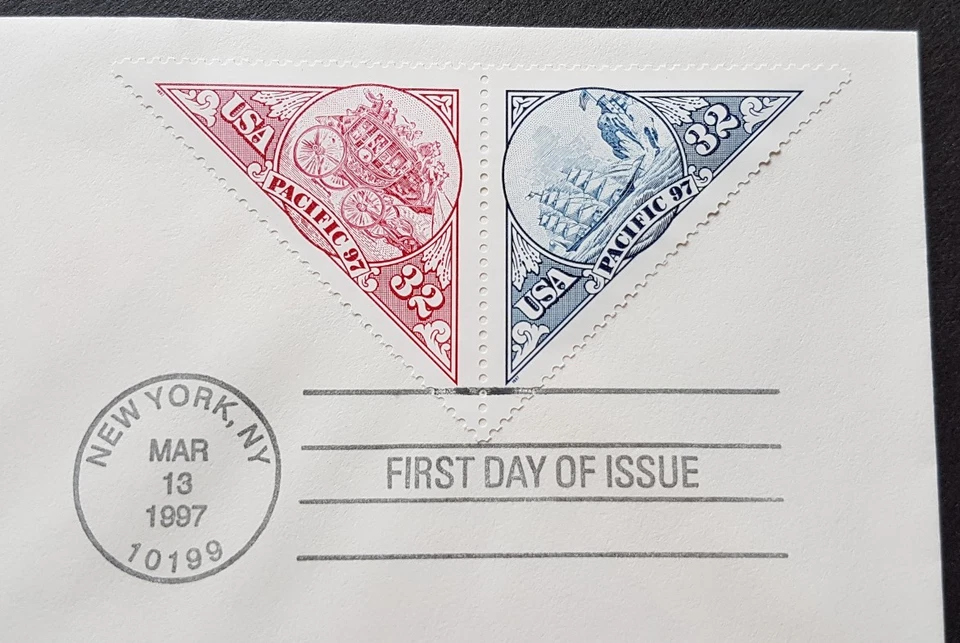 USA
PACIFIC 97
32
32
PACIFIC 97
USA
NEW YORK, NY
MAR
13
1997
10199
FIRST DAY OF ISSUE